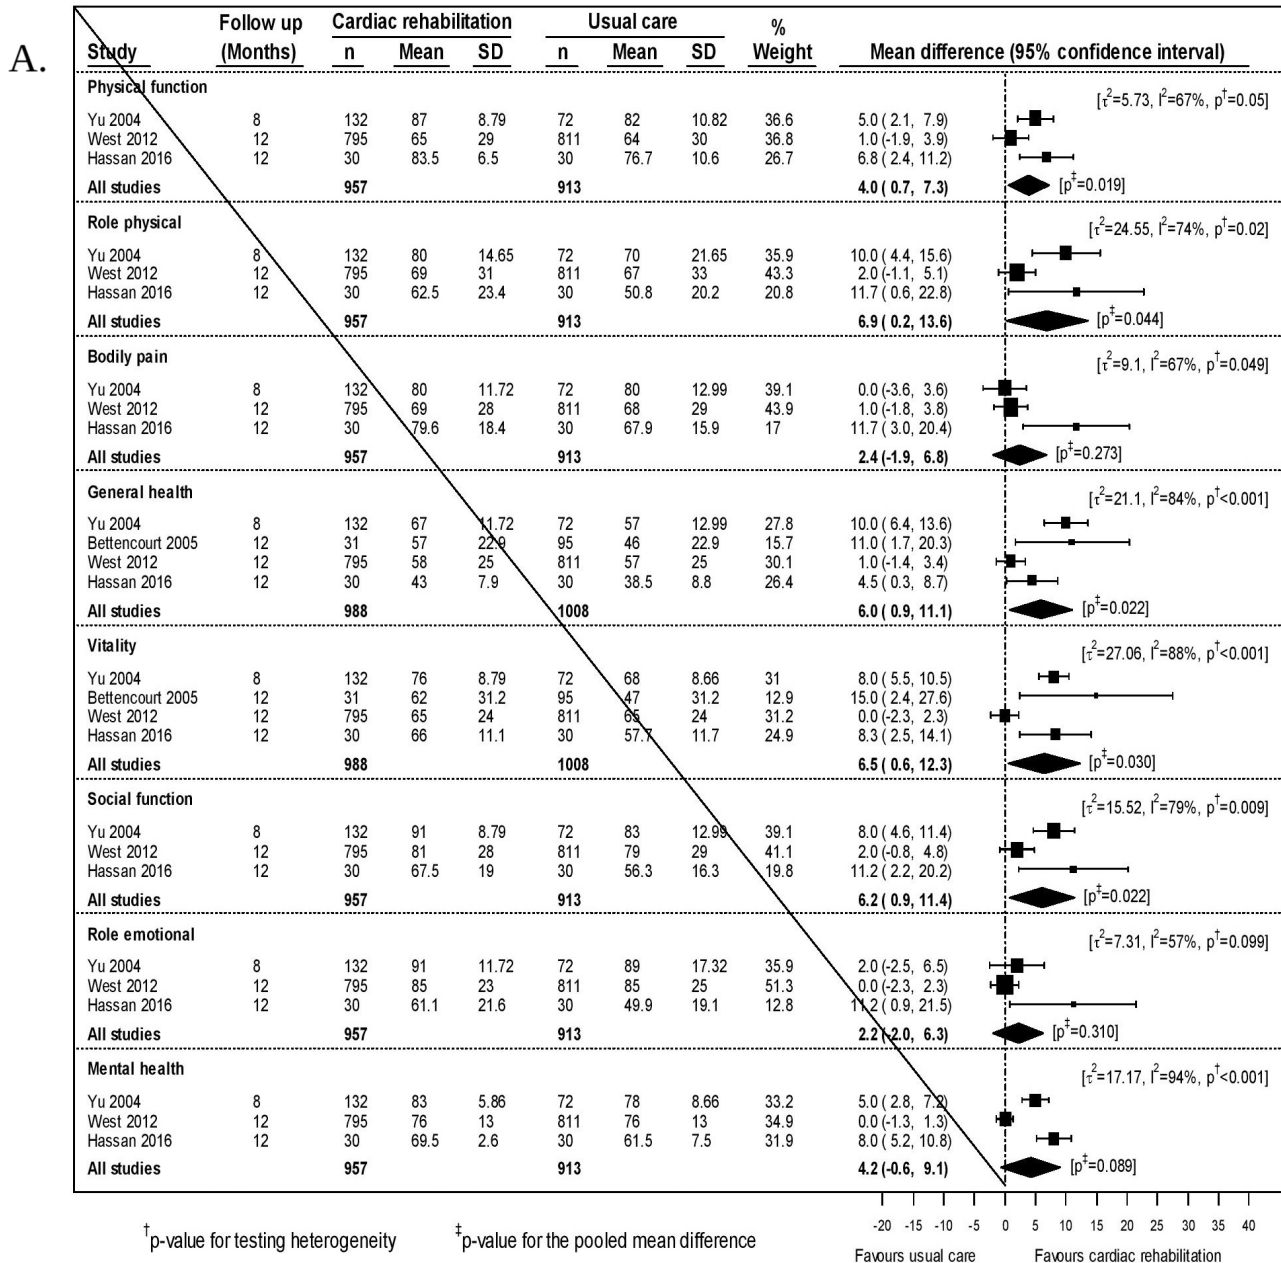 A.
Follow up Cardiac rehabilitation Usual care %
Study (Months) n Mean SD n Mean SD Weight Mean difference (95% confidence interval)
Physical function [τ²=5.73, I²=67%, p†=0.05]
Yu 2004 8 132 87 8.79 72 82 10.82 36.6 5.0 ( 2.1, 7.9)
West 2012 12 795 65 29 811 64 30 36.8 1.0 (-1.9, 3.9)
Hassan 2016 12 30 83.5 6.5 30 76.7 10.6 26.7 6.8 ( 2.4, 11.2)
All studies 957 913 4.0 ( 0.7, 7.3) [p‡=0.019]
Role physical [τ²=24.55, I²=74%, p†=0.02]
Yu 2004 8 132 80 14.65 72 70 21.65 35.9 10.0 ( 4.4, 15.6)
West 2012 12 795 69 31 811 67 33 43.3 2.0 (-1.1, 5.1)
Hassan 2016 12 30 62.5 23.4 30 50.8 20.2 20.8 11.7 ( 0.6, 22.8)
All studies 957 913 6.9 ( 0.2, 13.6) [p‡=0.044]
Bodily pain [τ²=9.1, I²=67%, p†=0.049]
Yu 2004 8 132 80 11.72 72 80 12.99 39.1 0.0 (-3.6, 3.6)
West 2012 12 795 69 28 811 68 29 43.9 1.0 (-1.8, 3.8)
Hassan 2016 12 30 79.6 18.4 30 67.9 15.9 17 11.7 ( 3.0, 20.4)
All studies 957 913 2.4 (-1.9, 6.8) [p‡=0.273]
General health [τ²=21.1, I²=84%, p†<0.001]
Yu 2004 8 132 67 11.72 72 57 12.99 27.8 10.0 ( 6.4, 13.6)
Bettencourt 2005 12 31 57 22.9 95 46 22.9 15.7 11.0 ( 1.7, 20.3)
West 2012 12 795 58 25 811 57 25 30.1 1.0 (-1.4, 3.4)
Hassan 2016 12 30 43 7.9 30 38.5 8.8 26.4 4.5 ( 0.3, 8.7)
All studies 988 1008 6.0 ( 0.9, 11.1) [p‡=0.022]
Vitality [τ²=27.06, I²=88%, p†<0.001]
Yu 2004 8 132 76 8.79 72 68 8.66 31 8.0 ( 5.5, 10.5)
Bettencourt 2005 12 31 62 31.2 95 47 31.2 12.9 15.0 ( 2.4, 27.6)
West 2012 12 795 65 24 811 65 24 31.2 0.0 (-2.3, 2.3)
Hassan 2016 12 30 66 11.1 30 57.7 11.7 24.9 8.3 ( 2.5, 14.1)
All studies 988 1008 6.5 ( 0.6, 12.3) [p‡=0.030]
Social function [τ²=15.52, I²=79%, p†=0.009]
Yu 2004 8 132 91 8.79 72 83 12.99 39.1 8.0 ( 4.6, 11.4)
West 2012 12 795 81 28 811 79 29 41.1 2.0 (-0.8, 4.8)
Hassan 2016 12 30 67.5 19 30 56.3 16.3 19.8 11.2 ( 2.2, 20.2)
All studies 957 913 6.2 ( 0.9, 11.4) [p‡=0.022]
Role emotional [τ²=7.31, I²=57%, p†=0.099]
Yu 2004 8 132 91 11.72 72 89 17.32 35.9 2.0 (-2.5, 6.5)
West 2012 12 795 85 23 811 85 25 51.3 0.0 (-2.3, 2.3)
Hassan 2016 12 30 61.1 21.6 30 49.9 19.1 12.8 11.2 ( 0.9, 21.5)
All studies 957 913 2.2 (-2.0, 6.3) [p‡=0.310]
Mental health [τ²=17.17, I²=94%, p†<0.001]
Yu 2004 8 132 83 5.86 72 78 8.66 33.2 5.0 ( 2.8, 7.2)
West 2012 12 795 76 13 811 76 13 34.9 0.0 (-1.3, 1.3)
Hassan 2016 12 30 69.5 2.6 30 61.5 7.5 31.9 8.0 ( 5.2, 10.8)
All studies 957 913 4.2 (-0.6, 9.1) [p‡=0.089]
-20 -15 -10 -5 0 5 10 15 20 25 30 35 40
†p-value for testing heterogeneity ‡p-value for the pooled mean difference
Favours usual care Favours cardiac rehabilitation